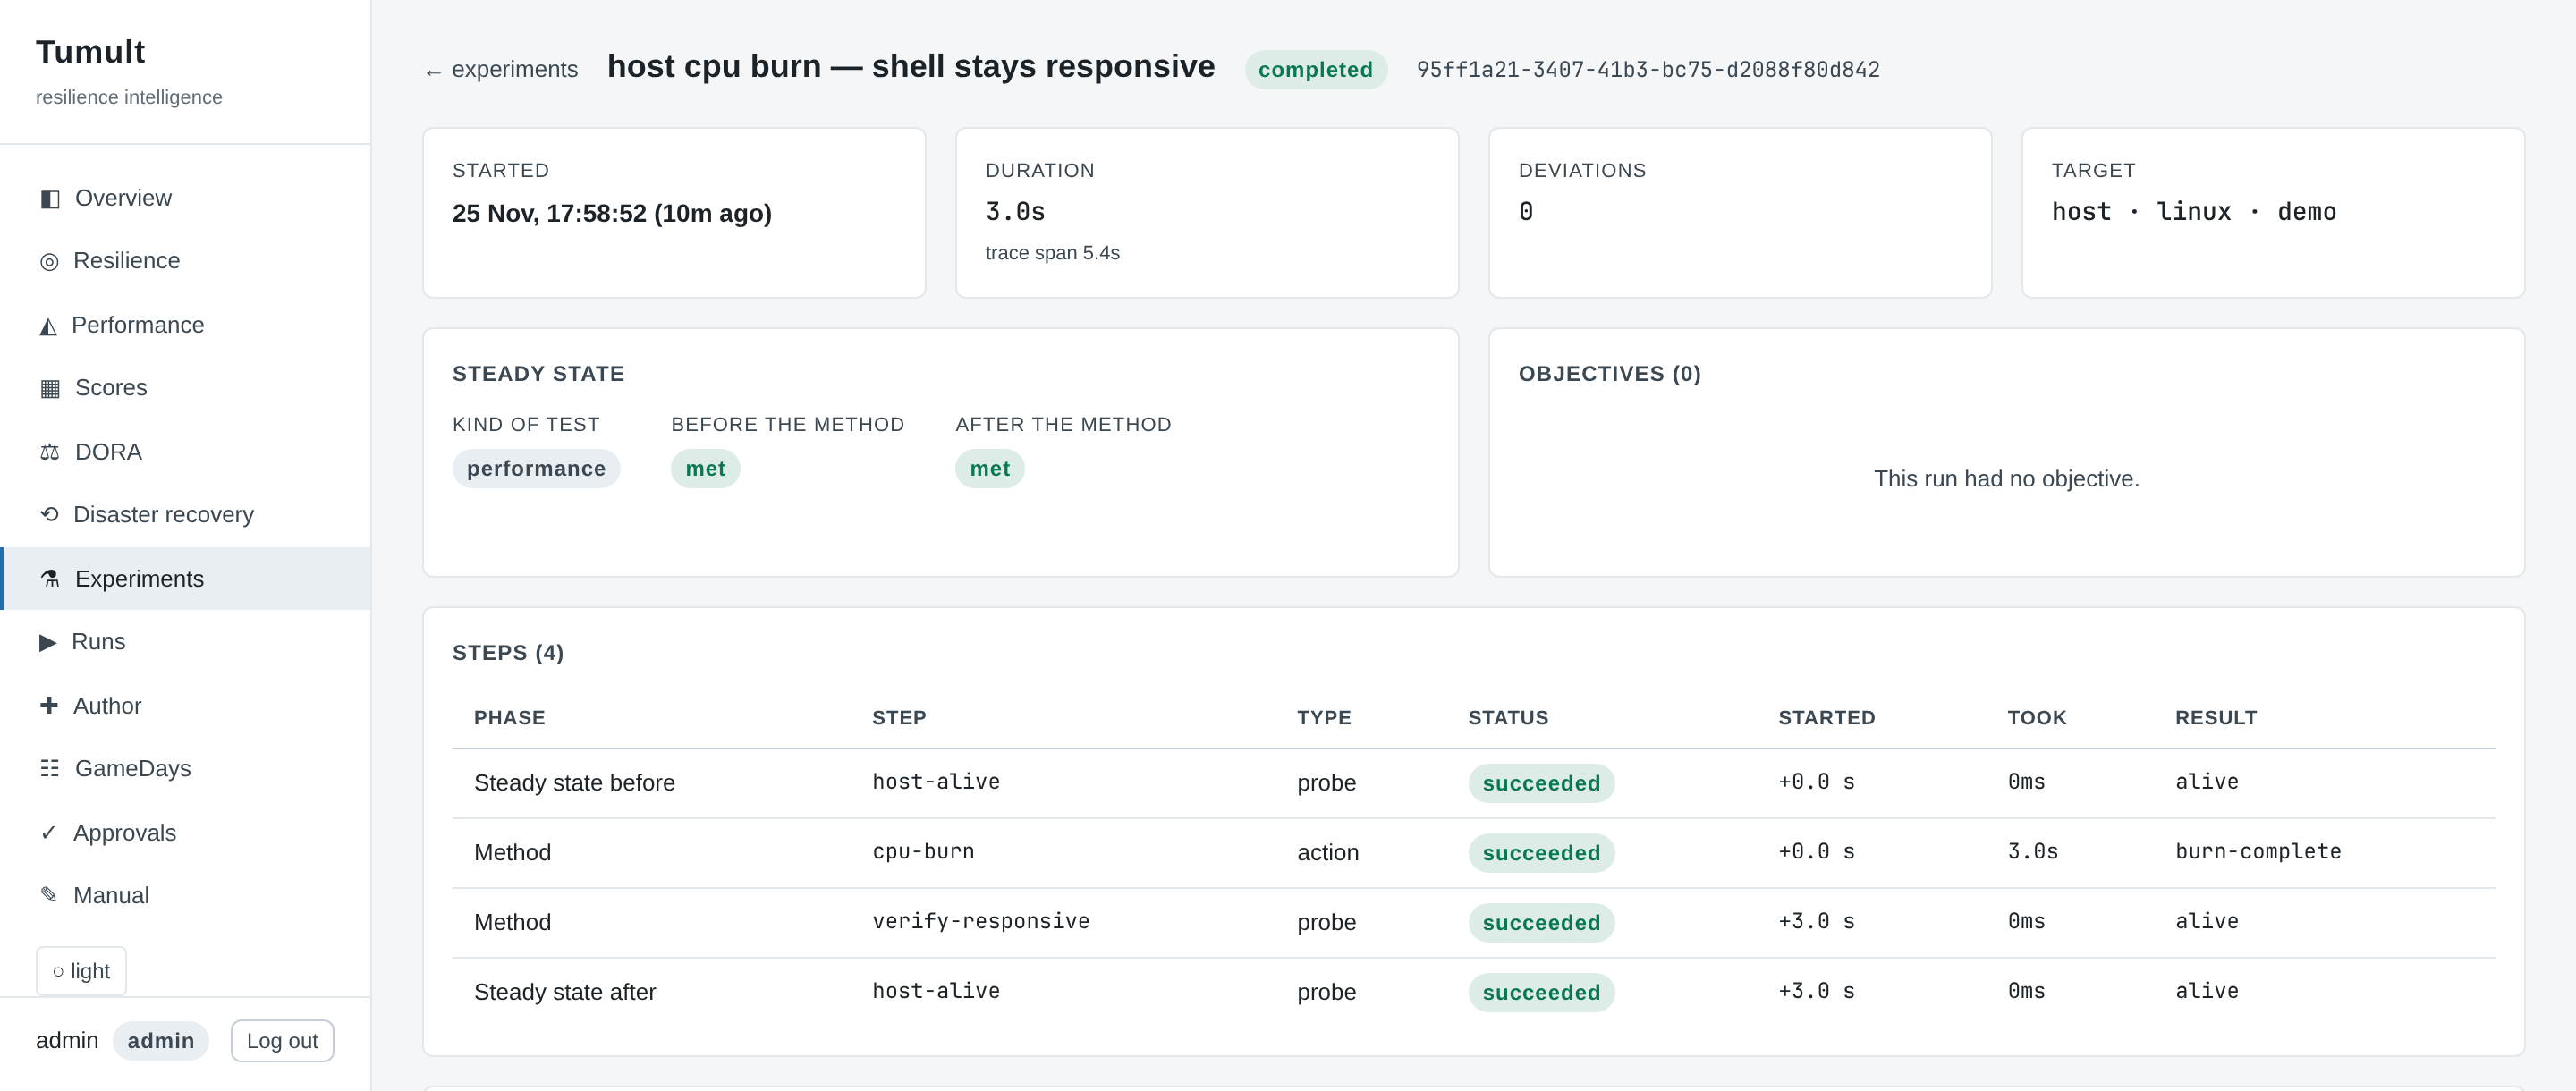 Tumult
resilience intelligence
Overview
Resilience
Performance
Scores
DORA
Disaster recovery
Experiments
Runs
Author
GameDays
Approvals
Manual
○ light
admin admin Log out
← experiments host cpu burn — shell stays responsive completed 95ff1a21-3407-41b3-bc75-d2088f80d842
STARTED
25 Nov, 17:58:52 (10m ago)
DURATION
3.0s
trace span 5.4s
DEVIATIONS
0
TARGET
host · linux · demo
STEADY STATE
KIND OF TEST BEFORE THE METHOD AFTER THE METHOD
performance met met
OBJECTIVES (0)
This run had no objective.
STEPS (4)
PHASE STEP TYPE STATUS STARTED TOOK RESULT
Steady state before host-alive probe succeeded +0.0 s 0ms alive
Method cpu-burn action succeeded +0.0 s 3.0s burn-complete
Method verify-responsive probe succeeded +3.0 s 0ms alive
Steady state after host-alive probe succeeded +3.0 s 0ms alive